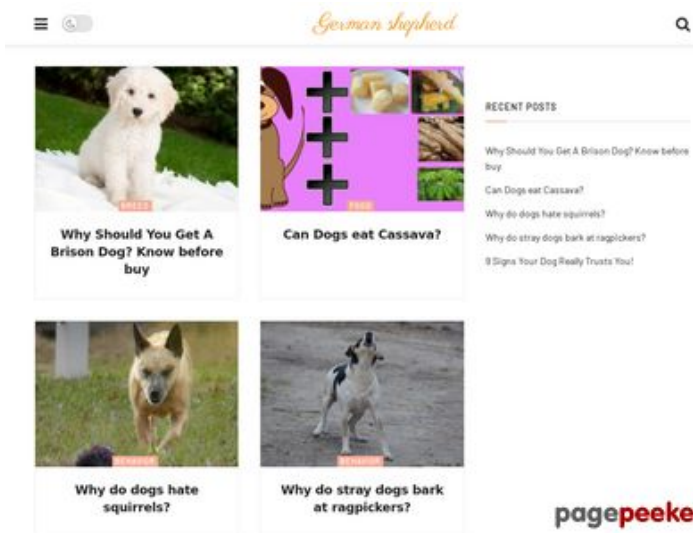 German shepherd
BREED
Why Should You Get A
Brison Dog? Know before
buy
FOOD
Can Dogs eat Cassava?
BEHAVIOR
Why do dogs hate
squirrels?
BEHAVIOR
Why do stray dogs bark
at ragpickers?
RECENT POSTS
Why Should You Get A Brison Dog? Know before
buy
Can Dogs eat Cassava?
Why do dogs hate squirrels?
Why do stray dogs bark at ragpickers?
9 Signs Your Dog Really Trusts You!
pagepeeke